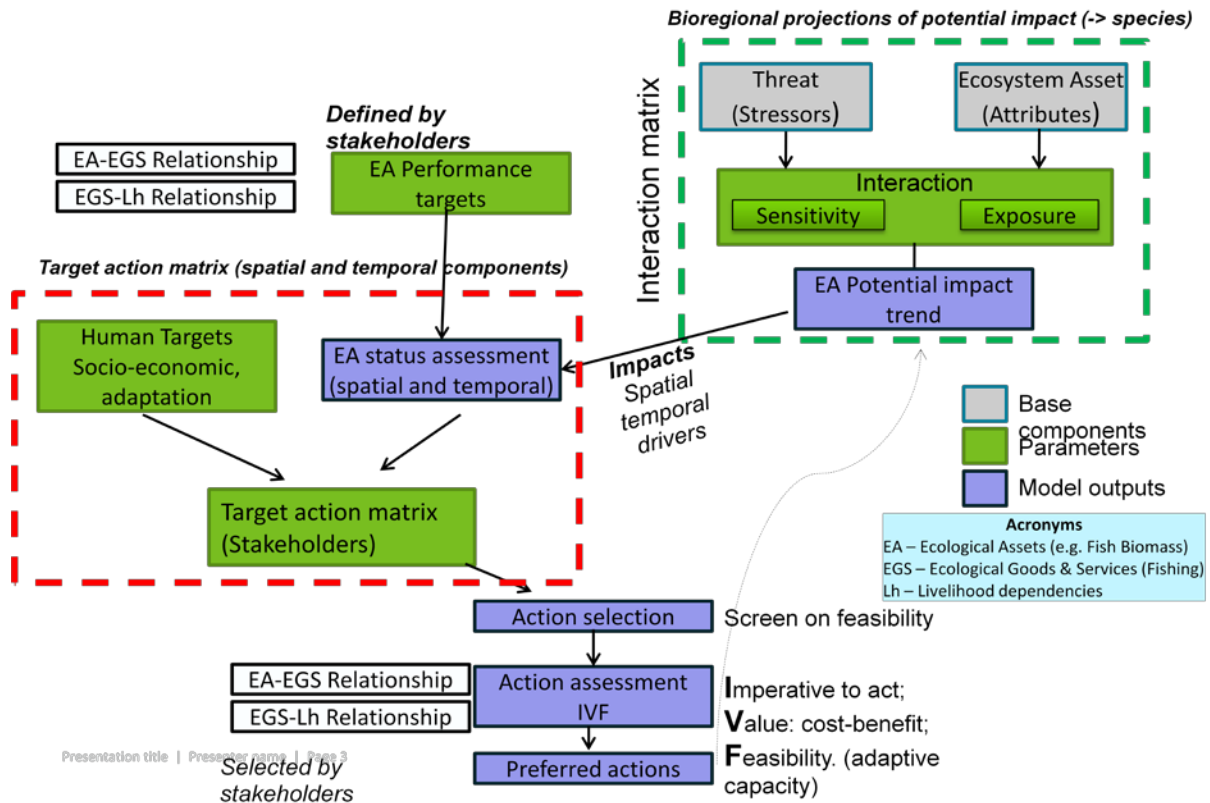 Bioregional projections of potential impact (-> species)
Interaction matrix
Threat
(Stressors)
Ecosystem Asset
(Attributes)
Interaction
Sensitivity
Exposure
EA Potential impact
trend
Defined by
stakeholders
EA-EGS Relationship
EGS-Lh Relationship
EA Performance
targets
Target action matrix (spatial and temporal components)
Human Targets
Socio-economic,
adaptation
EA status assessment
(spatial and temporal)
Impacts
Spatial
temporal
drivers
Target action matrix
(Stakeholders)
Base
components
Parameters
Model outputs
Acronyms
EA – Ecological Assets (e.g. Fish Biomass)
EGS – Ecological Goods & Services (Fishing)
Lh – Livelihood dependencies
Action selection
Screen on feasibility
EA-EGS Relationship
EGS-Lh Relationship
Action assessment
IVF
Imperative to act;
Value: cost-benefit;
Feasibility. (adaptive
capacity)
Presentation title | Presenter name | Page 3
Selected by
stakeholders
Preferred actions